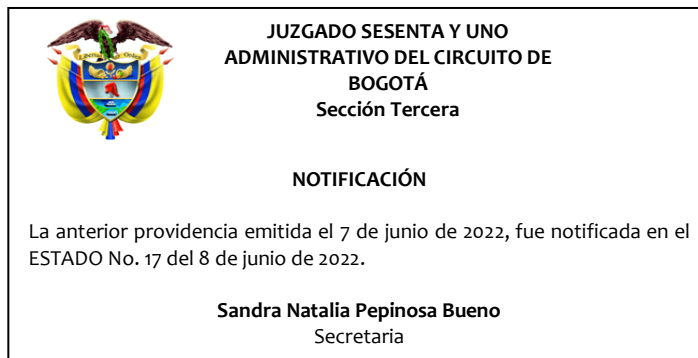 JUZGADO SESENTA Y UNO
ADMINISTRATIVO DEL CIRCUITO DE
BOGOTÁ
Sección Tercera
NOTIFICACIÓN
La anterior providencia emitida el 7 de junio de 2022, fue notificada en el
ESTADO No. 17 del 8 de junio de 2022.
Sandra Natalia Pepinosa Bueno
Secretaria